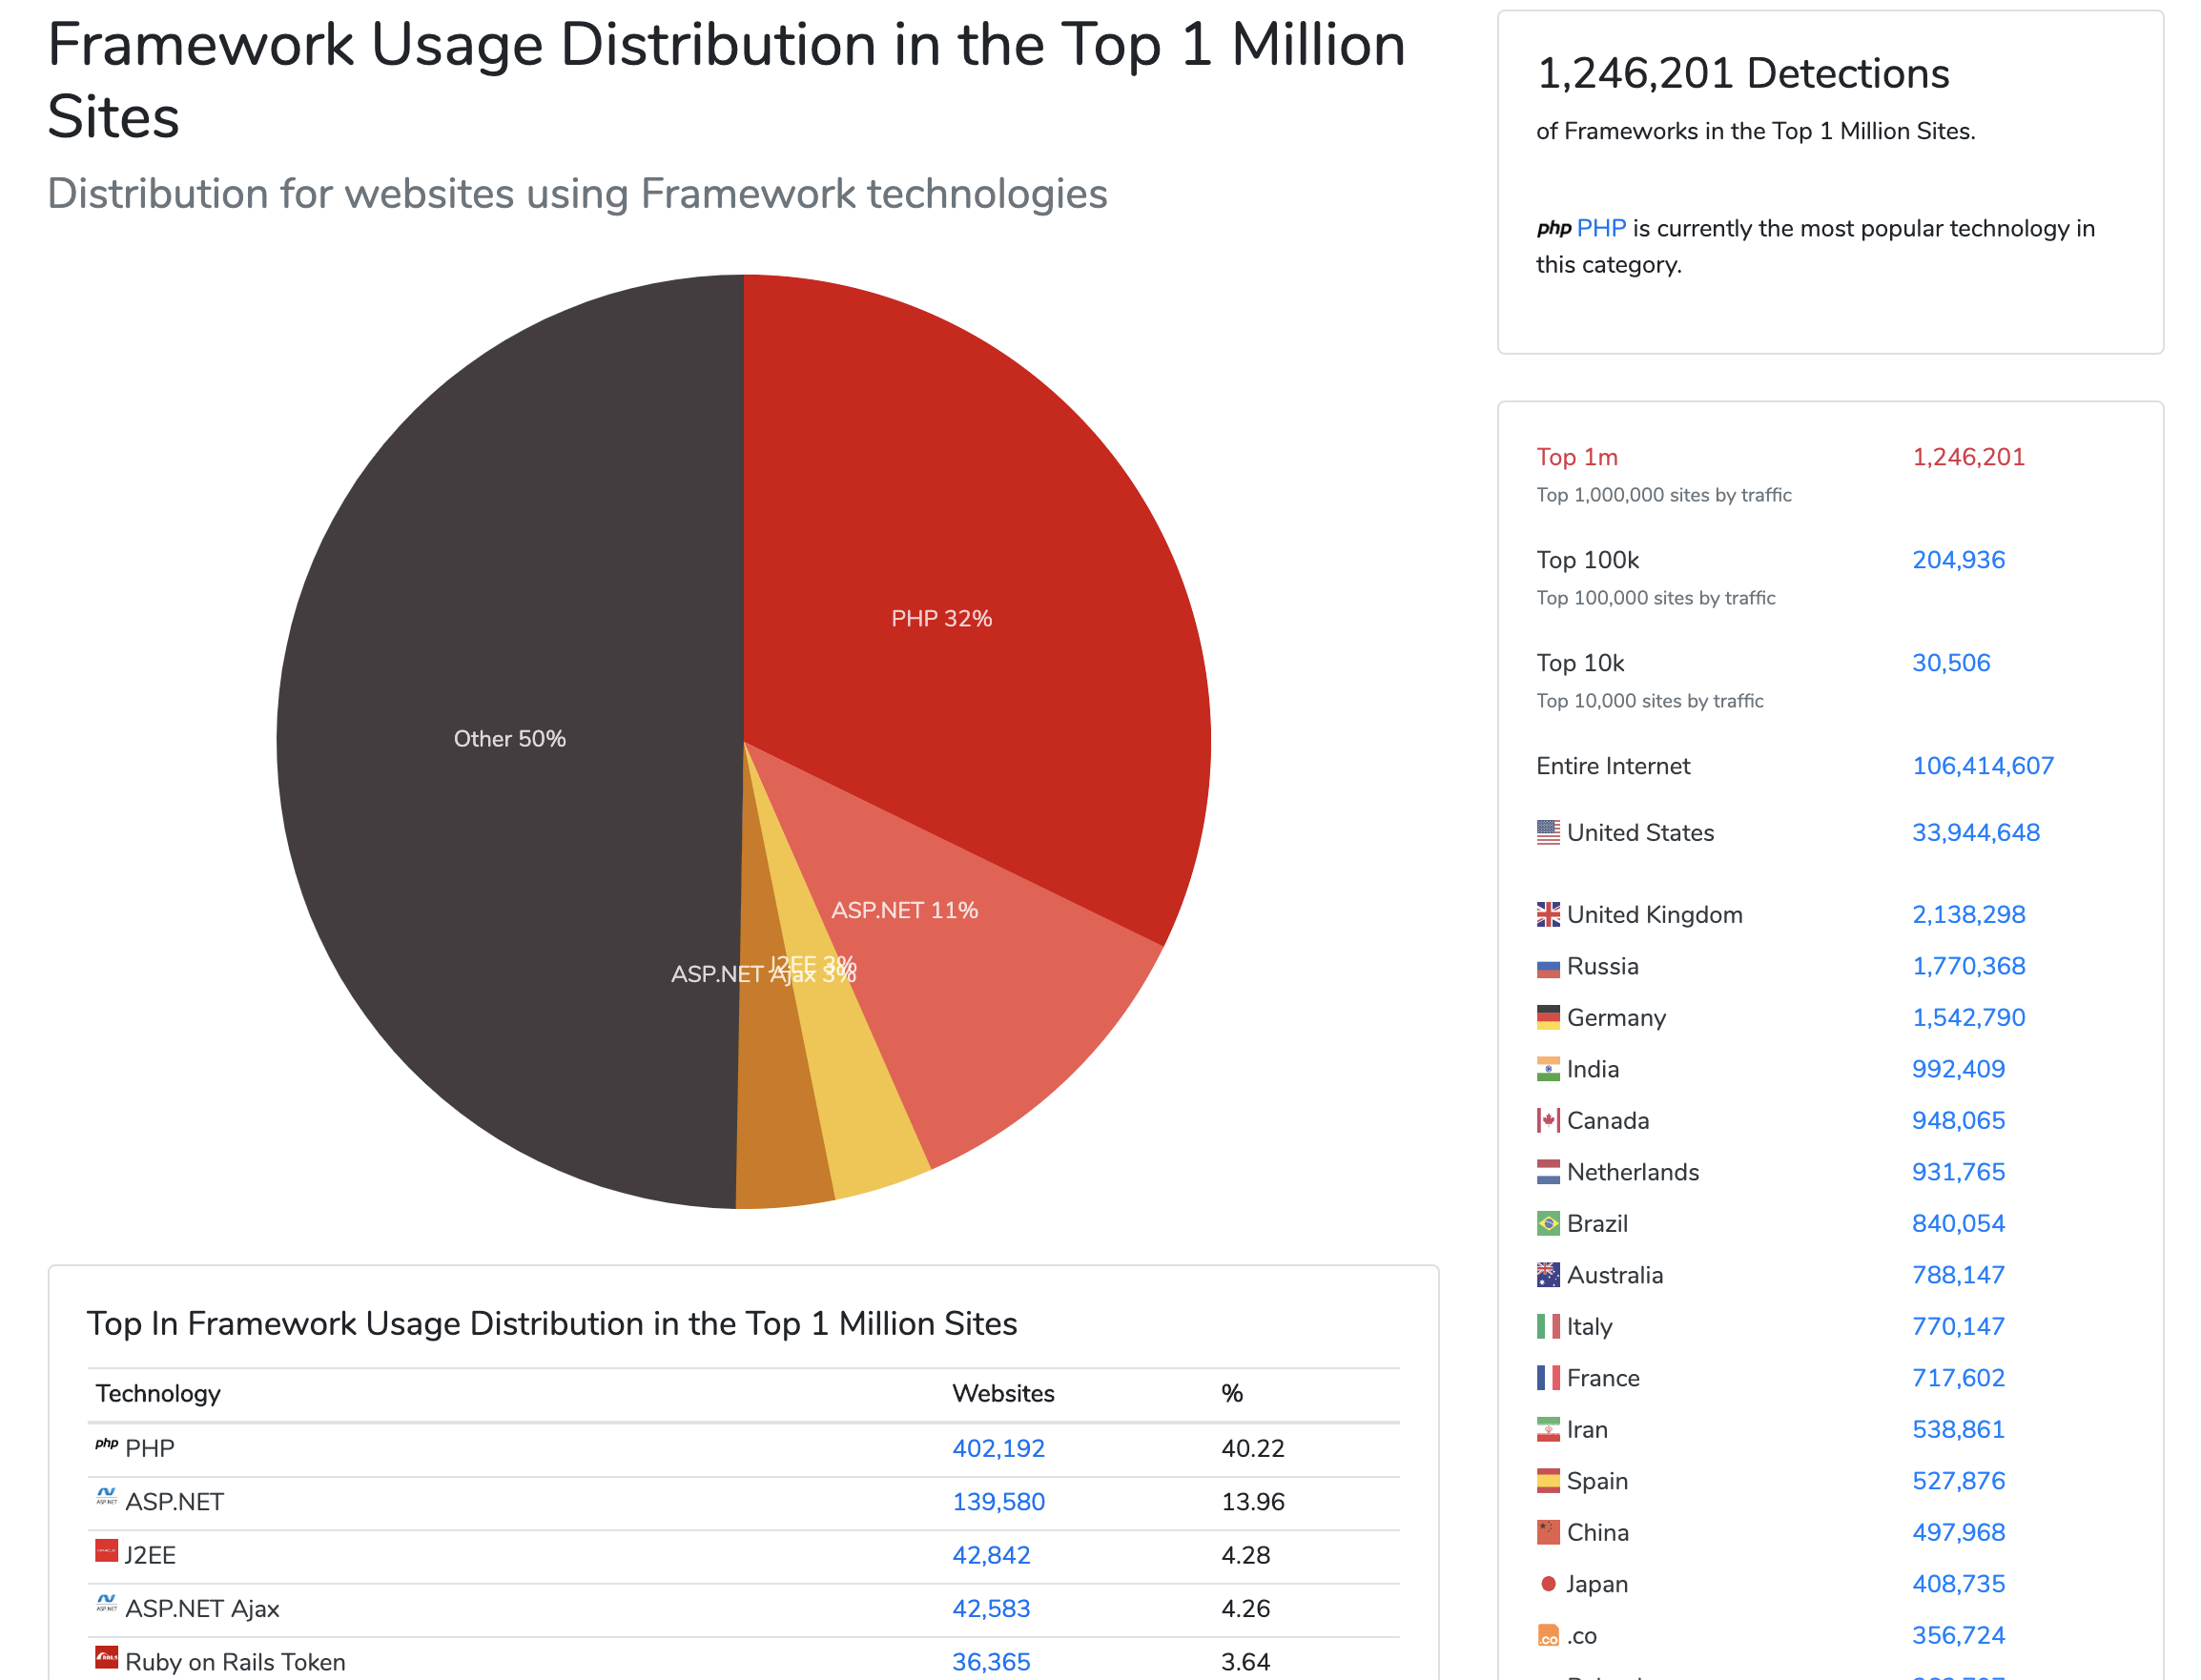 Framework Usage Distribution in the Top 1 Million
Sites
Distribution for websites using Framework technologies
PHP 32%
Other 50%
ASP.NET 11%
J2EE 3%
ASP.NET Ajax 3%
Top In Framework Usage Distribution in the Top 1 Million Sites
Technology Websites %
php PHP 402,192 40.22
ASP.NET ASP.NET 139,580 13.96
J2EE 42,842 4.28
ASP.NET ASP.NET Ajax 42,583 4.26
RAILS Ruby on Rails Token 36,365 3.64
1,246,201 Detections
of Frameworks in the Top 1 Million Sites.
php PHP is currently the most popular technology in
this category.
Top 1m 1,246,201
Top 1,000,000 sites by traffic
Top 100k 204,936
Top 100,000 sites by traffic
Top 10k 30,506
Top 10,000 sites by traffic
Entire Internet 106,414,607
United States 33,944,648
United Kingdom 2,138,298
Russia 1,770,368
Germany 1,542,790
India 992,409
Canada 948,065
Netherlands 931,765
Brazil 840,054
Australia 788,147
Italy 770,147
France 717,602
Iran 538,861
Spain 527,876
China 497,968
Japan 408,735
.co .co 356,724